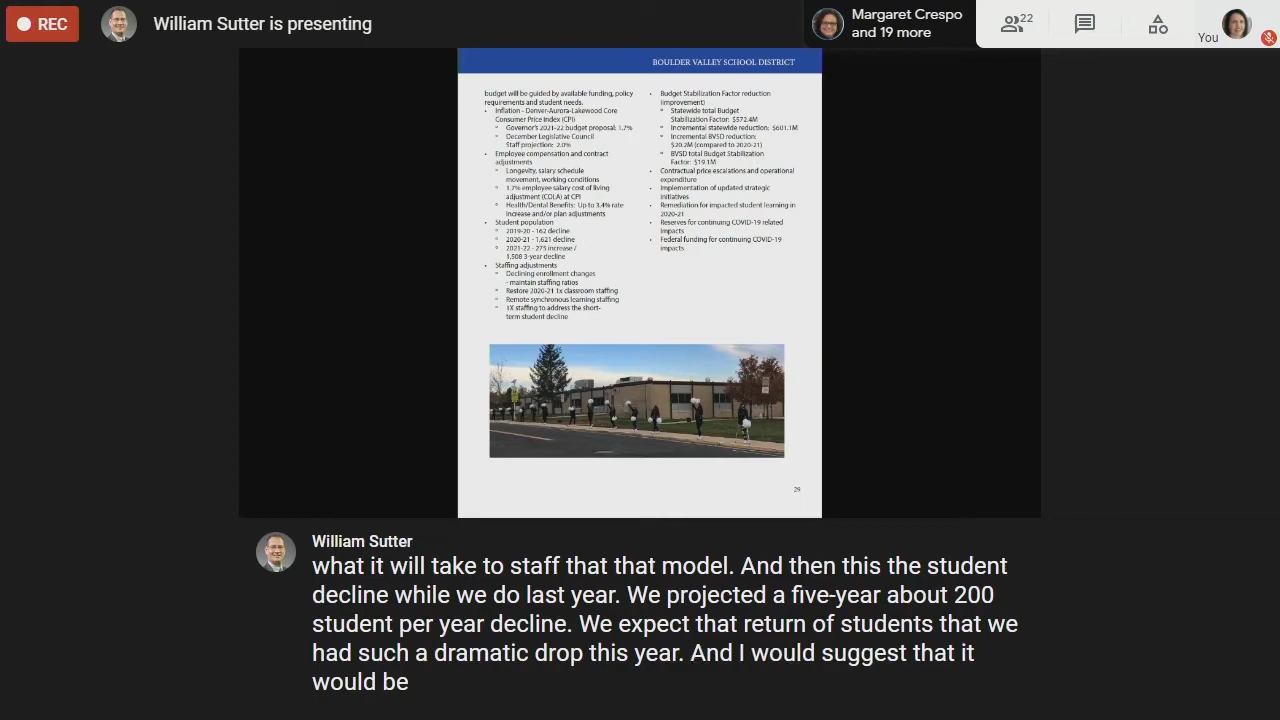 REC
William Sutter is presenting
Margaret Crespo
and 19 more
22
You
BOULDER VALLEY SCHOOL DISTRICT
budget will be guided by available funding, policy
requirements and student needs.
• Inflation - Denver-Aurora-Lakewood Core
Consumer Price Index (CPI)
° Governor's 2021-22 budget proposal: 1.7%
° December Legislative Council
Staff projection: 2.0%
• Employee compensation and contract
adjustments
° Longevity, salary schedule
movement, working conditions
° 1.7% employee salary cost of living
adjustment (COLA) at CPI
° Health/Dental Benefits: Up to 3.4% rate
increase and/or plan adjustments
• Student population
° 2019-20 - 162 decline
° 2020-21 - 1,621 decline
° 2021-22 - 275 increase /
1,508 3-year decline
• Staffing adjustments
° Declining enrollment changes
- maintain staffing ratios
° Restore 2020-21 1x classroom staffing
° Remote synchronous learning staffing
° 1X staffing to address the short-
term student decline
• Budget Stabilization Factor reduction
(improvement)
° Statewide total Budget
Stabilization Factor: $572.4M
° Incremental statewide reduction: $601.1M
° Incremental BVSD reduction:
$20.2M (compared to 2020-21)
° BVSD total Budget Stabilization
Factor: $19.1M
• Contractual price escalations and operational
expenditure
• Implementation of updated strategic
initiatives
• Remediation for impacted student learning in
2020-21
• Reserves for continuing COVID-19 related
impacts
• Federal funding for continuing COVID-19
impacts
29
William Sutter
what it will take to staff that that model. And then this the student
decline while we do last year. We projected a five-year about 200
student per year decline. We expect that return of students that we
had such a dramatic drop this year. And I would suggest that it
would be